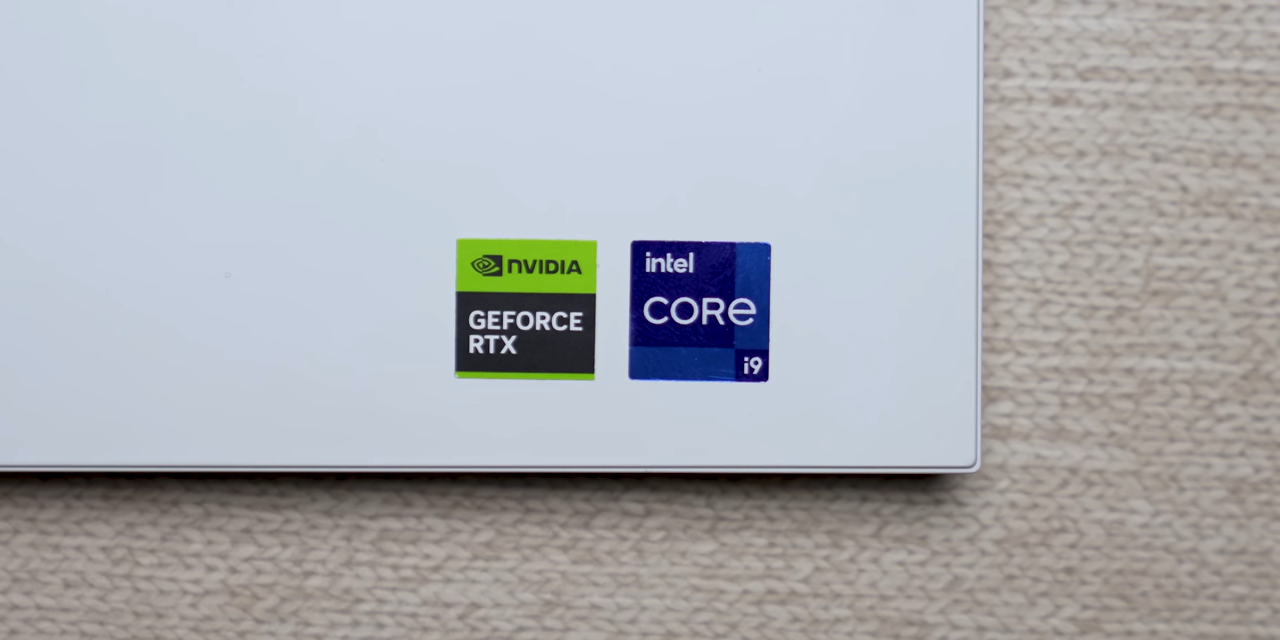 NVIDIA
GEFORCE
RTX
intel
CORe
i9